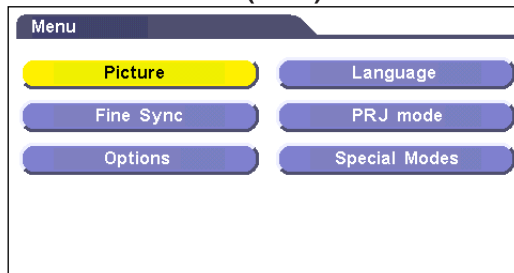 Menu
Picture
Language
Fine Sync
PRJ mode
Options
Special Modes